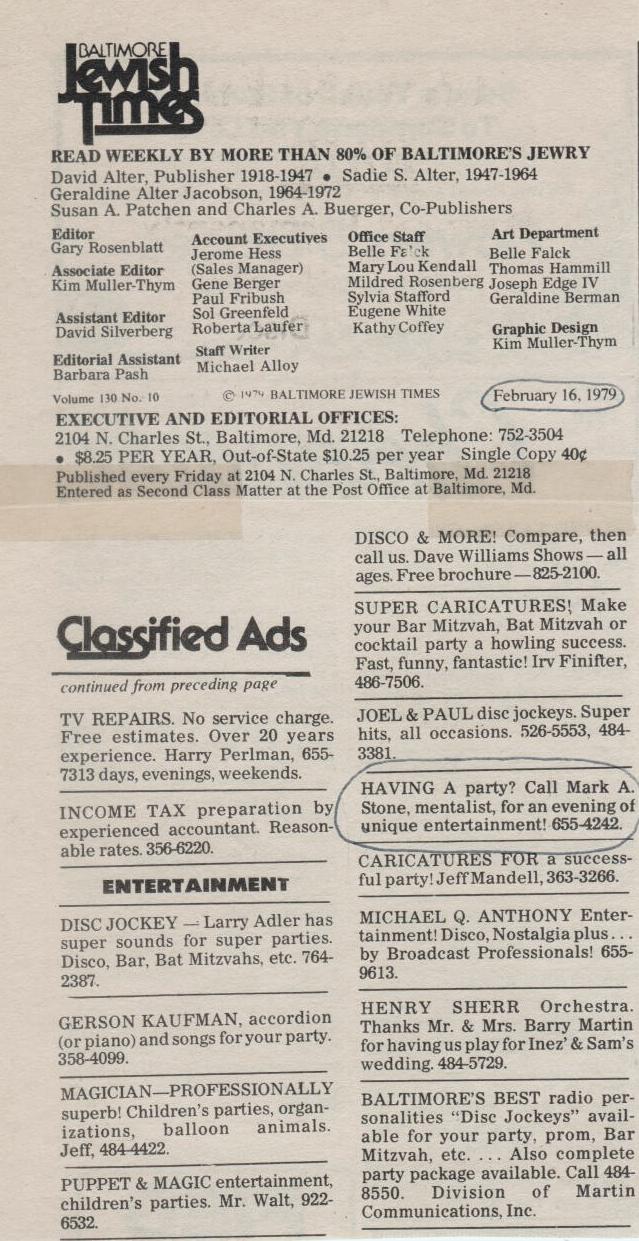 BALTIMORE
Jewish
Times
READ WEEKLY BY MORE THAN 80% OF BALTIMORE'S JEWRY
David Alter, Publisher 1918-1947 • Sadie S. Alter, 1947-1964
Geraldine Alter Jacobson, 1964-1972
Susan A. Patchen and Charles A. Buerger, Co-Publishers
Editor
Gary Rosenblatt
Associate Editor
Kim Muller-Thym
Assistant Editor
David Silverberg
Editorial Assistant
Barbara Pash
Account Executives
Jerome Hess
(Sales Manager)
Gene Berger
Paul Fribush
Sol Greenfeld
Roberta Laufer
Staff Writer
Michael Alloy
Office Staff
Belle Falck
Mary Lou Kendall
Mildred Rosenberg
Sylvia Stafford
Eugene White
Kathy Coffey
Art Department
Belle Falck
Thomas Hammill
Joseph Edge IV
Geraldine Berman
Graphic Design
Kim Muller-Thym
Volume 130 No. 10 © 1979 BALTIMORE JEWISH TIMES February 16, 1979
EXECUTIVE AND EDITORIAL OFFICES:
2104 N. Charles St., Baltimore, Md. 21218 Telephone: 752-3504
• $8.25 PER YEAR, Out-of-State $10.25 per year Single Copy 40¢
Published every Friday at 2104 N. Charles St., Baltimore, Md. 21218
Entered as Second Class Matter at the Post Office at Baltimore, Md.
Classified Ads
continued from preceding page
TV REPAIRS. No service charge.
Free estimates. Over 20 years
experience. Harry Perlman, 655-
7313 days, evenings, weekends.
INCOME TAX preparation by
experienced accountant. Reason-
able rates. 356-6220.
ENTERTAINMENT
DISC JOCKEY — Larry Adler has
super sounds for super parties.
Disco, Bar, Bat Mitzvahs, etc. 764-
2387.
GERSON KAUFMAN, accordion
(or piano) and songs for your party.
358-4099.
MAGICIAN—PROFESSIONALLY
superb! Children's parties, organ-
izations, balloon animals.
Jeff, 484-4422.
PUPPET & MAGIC entertainment,
children's parties. Mr. Walt, 922-
6532.
DISCO & MORE! Compare, then
call us. Dave Williams Shows — all
ages. Free brochure — 825-2100.
SUPER CARICATURES! Make
your Bar Mitzvah, Bat Mitzvah or
cocktail party a howling success.
Fast, funny, fantastic! Irv Finifter,
486-7506.
JOEL & PAUL disc jockeys. Super
hits, all occasions. 526-5553, 484-
3381.
HAVING A party? Call Mark A.
Stone, mentalist, for an evening of
unique entertainment! 655-4242.
CARICATURES FOR a success-
ful party! Jeff Mandell, 363-3266.
MICHAEL Q. ANTHONY Enter-
tainment! Disco, Nostalgia plus . . .
by Broadcast Professionals! 655-
9613.
HENRY SHERR Orchestra.
Thanks Mr. & Mrs. Barry Martin
for having us play for Inez' & Sam's
wedding. 484-5729.
BALTIMORE'S BEST radio per-
sonalities "Disc Jockeys" avail-
able for your party, prom, Bar
Mitzvah, etc. . . . Also complete
party package available. Call 484-
8550. Division of Martin
Communications, Inc.